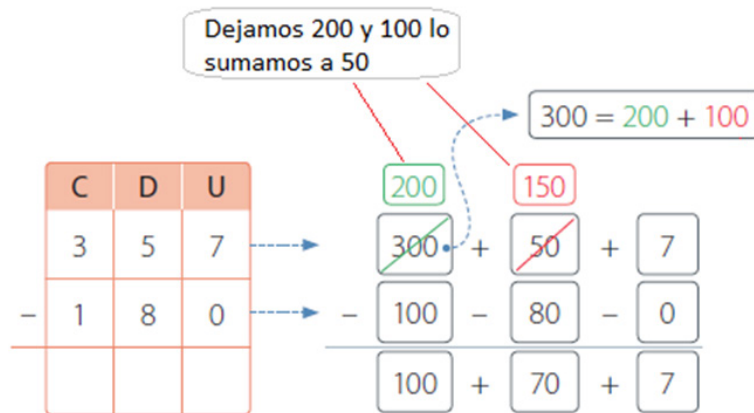 Dejamos 200 y 100 lo
sumamos a 50
300 = 200 + 100
C D U
200 150
3 5 7
300 + 50 + 7
- 1 8 0
- 100 - 80 - 0
100 + 70 + 7